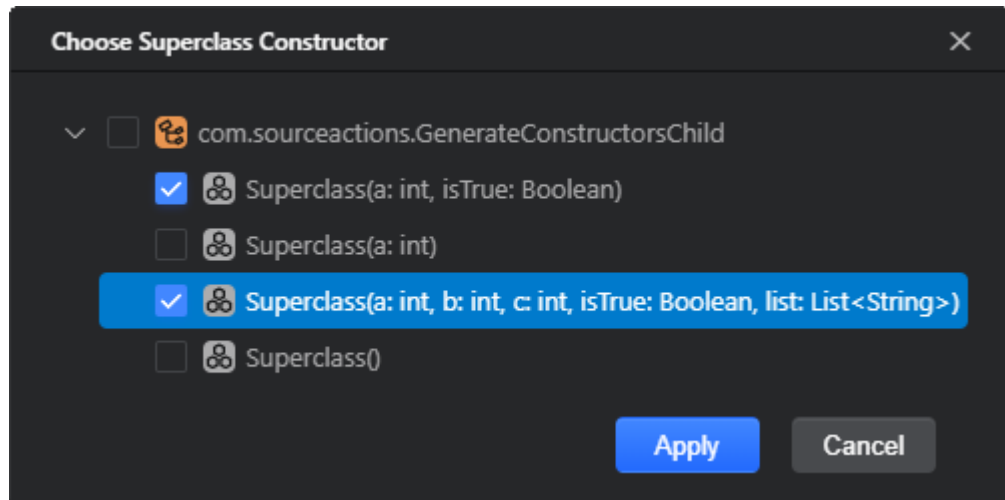 Choose Superclass Constructor
com.sourceactions.GenerateConstructorsChild
Superclass(a: int, isTrue: Boolean)
Superclass(a: int)
Superclass(a: int, b: int, c: int, isTrue: Boolean, list: List<String>)
Superclass()
Apply Cancel